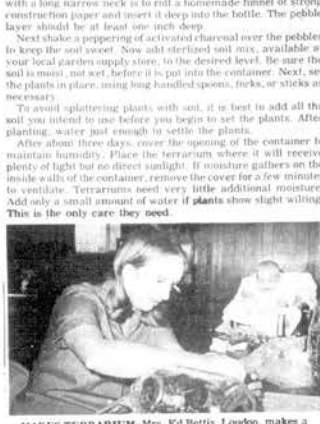 with a long narrow neck is to roll a homemade funnel of strong
construction paper and insert it deep into the bottle. The pebble
layer should be at least one inch deep.
Next shake a peppering of activated charcoal over the pebbles
to keep the soil sweet. Now add sterlized soil mix, available a
your local garden supply store, to the desired level. Be sure the
soil is moist, not wet, before it is put into the container. Next, se
the plants in place, using long handled spoons, forks, or sticks a
necessary.
To avoid splattering plants with soil, it is best to add all the
soil you intend to use before you begin to set the plants. After
planting, water just enough to settle the plants.
After about three days, cover the opening of the container to
maintain humidity. Place the terrarium where it will receive
plenty of light but no direct sunlight. If moisture gathers on the
inside walls of the container, remove the cover for a few minutes
to ventilate. Terrariums need very little additional moisture
Add only a small amount of water if plants show slight wilting
This is the only care they need.
MAKES TERRARIUM—Mrs. Ed Bettis, Loudon, makes a